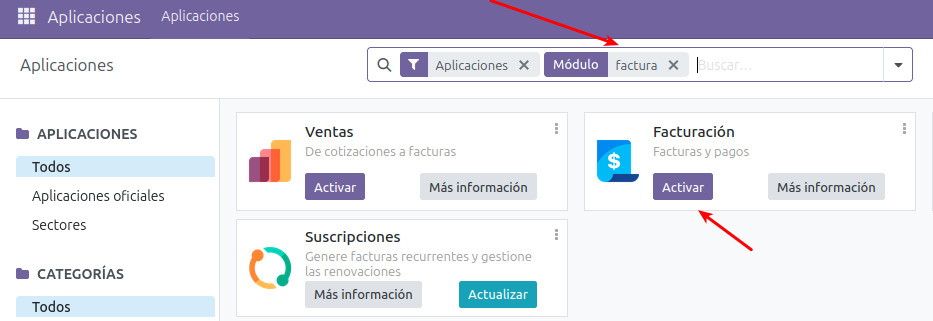 Aplicaciones Aplicaciones
Aplicaciones
Aplicaciones
Módulo factura
Buscar...
APLICACIONES
Todos
Aplicaciones oficiales
Sectores
CATEGORÍAS
Todos
Ventas
De cotizaciones a facturas
Activar Más información
Facturación
Facturas y pagos
$
Activar Más información
Suscripciones
Genere facturas recurrentes y gestione
las renovaciones
Más información Actualizar